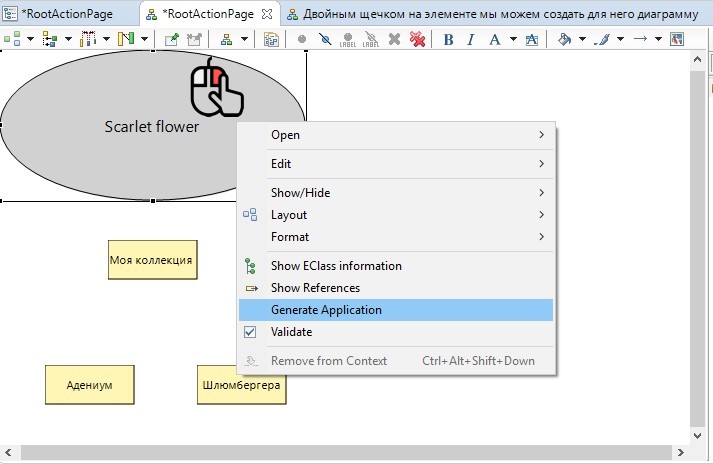 *RootActionPage
*RootActionPage
Двойным щечком на элементе мы можем создать для него диаграмму
LABEL
LABEL
B I A A
Scarlet flower
Open
Edit
Show/Hide
Layout
Format
Show EClass information
Show References
Generate Application
Validate
Remove from Context Ctrl+Alt+Shift+Down
Моя коллекция
Адениум
Шлюмбергера